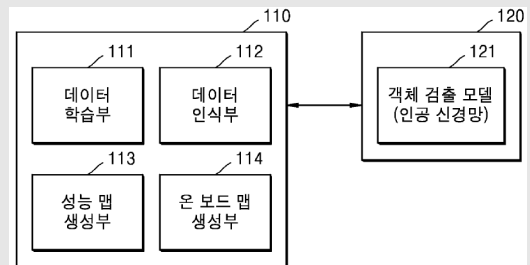 110
120
111
112
121
데이터
학습부
데이터
인식부
객체 검출 모델
(인공 신경망)
113
114
성능 맵
생성부
온 보드 맵
생성부